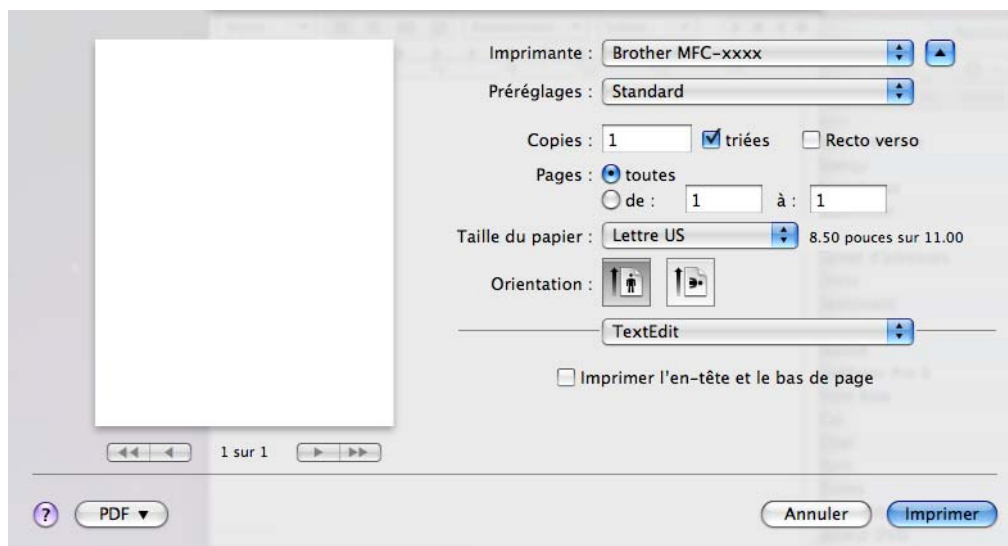 Imprimante : Brother MFC-xxxx
Préréglages : Standard
Copies : 1 triées Recto verso
Pages : toutes
de : 1 à : 1
Taille du papier : Lettre US 8.50 pouces sur 11.00
Orientation :
TextEdit
Imprimer l'en-tête et le bas de page
1 sur 1
? PDF Annuler Imprimer